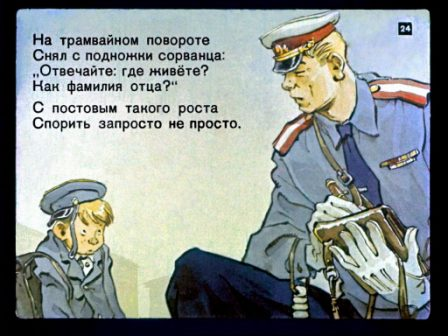 На трамвайном повороте
Снял с подножки сорванца:
„Отвечайте: где живёте?
Как фамилия отца?“
С постовым такого роста
Спорить запросто не просто.
24